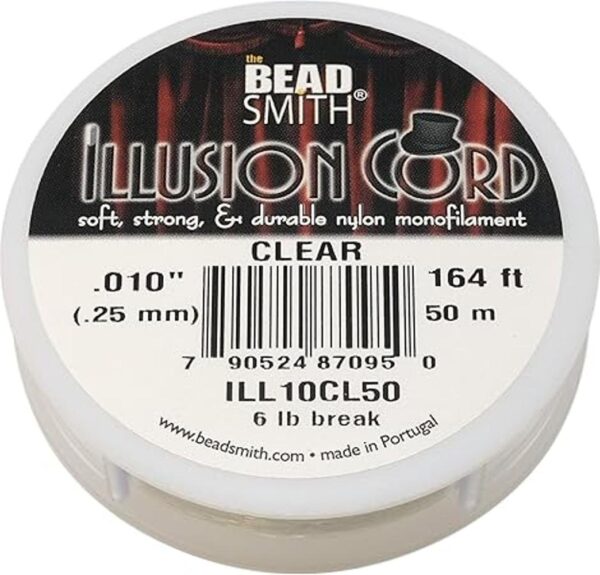 the
BEAD
SMITH®
ILLUSION CORD
soft, strong, & durable nylon monofilament
CLEAR
.010" 164 ft
(.25 mm) 50 m
7 90524 87095 0
ILL10CL50
6 lb break
www.beadsmith.com • made in Portugal